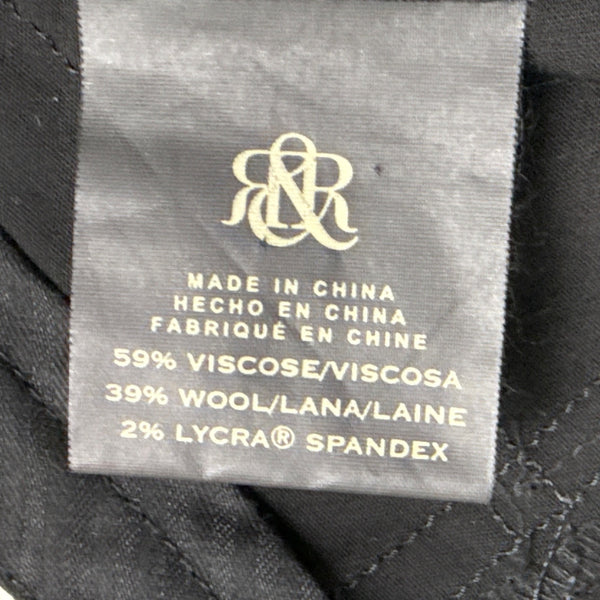 R&R
MADE IN CHINA
HECHO EN CHINA
FABRIQUÉ EN CHINE
59% VISCOSE/VISCOSA
39% WOOL/LANA/LAINE
2% LYCRA® SPANDEX